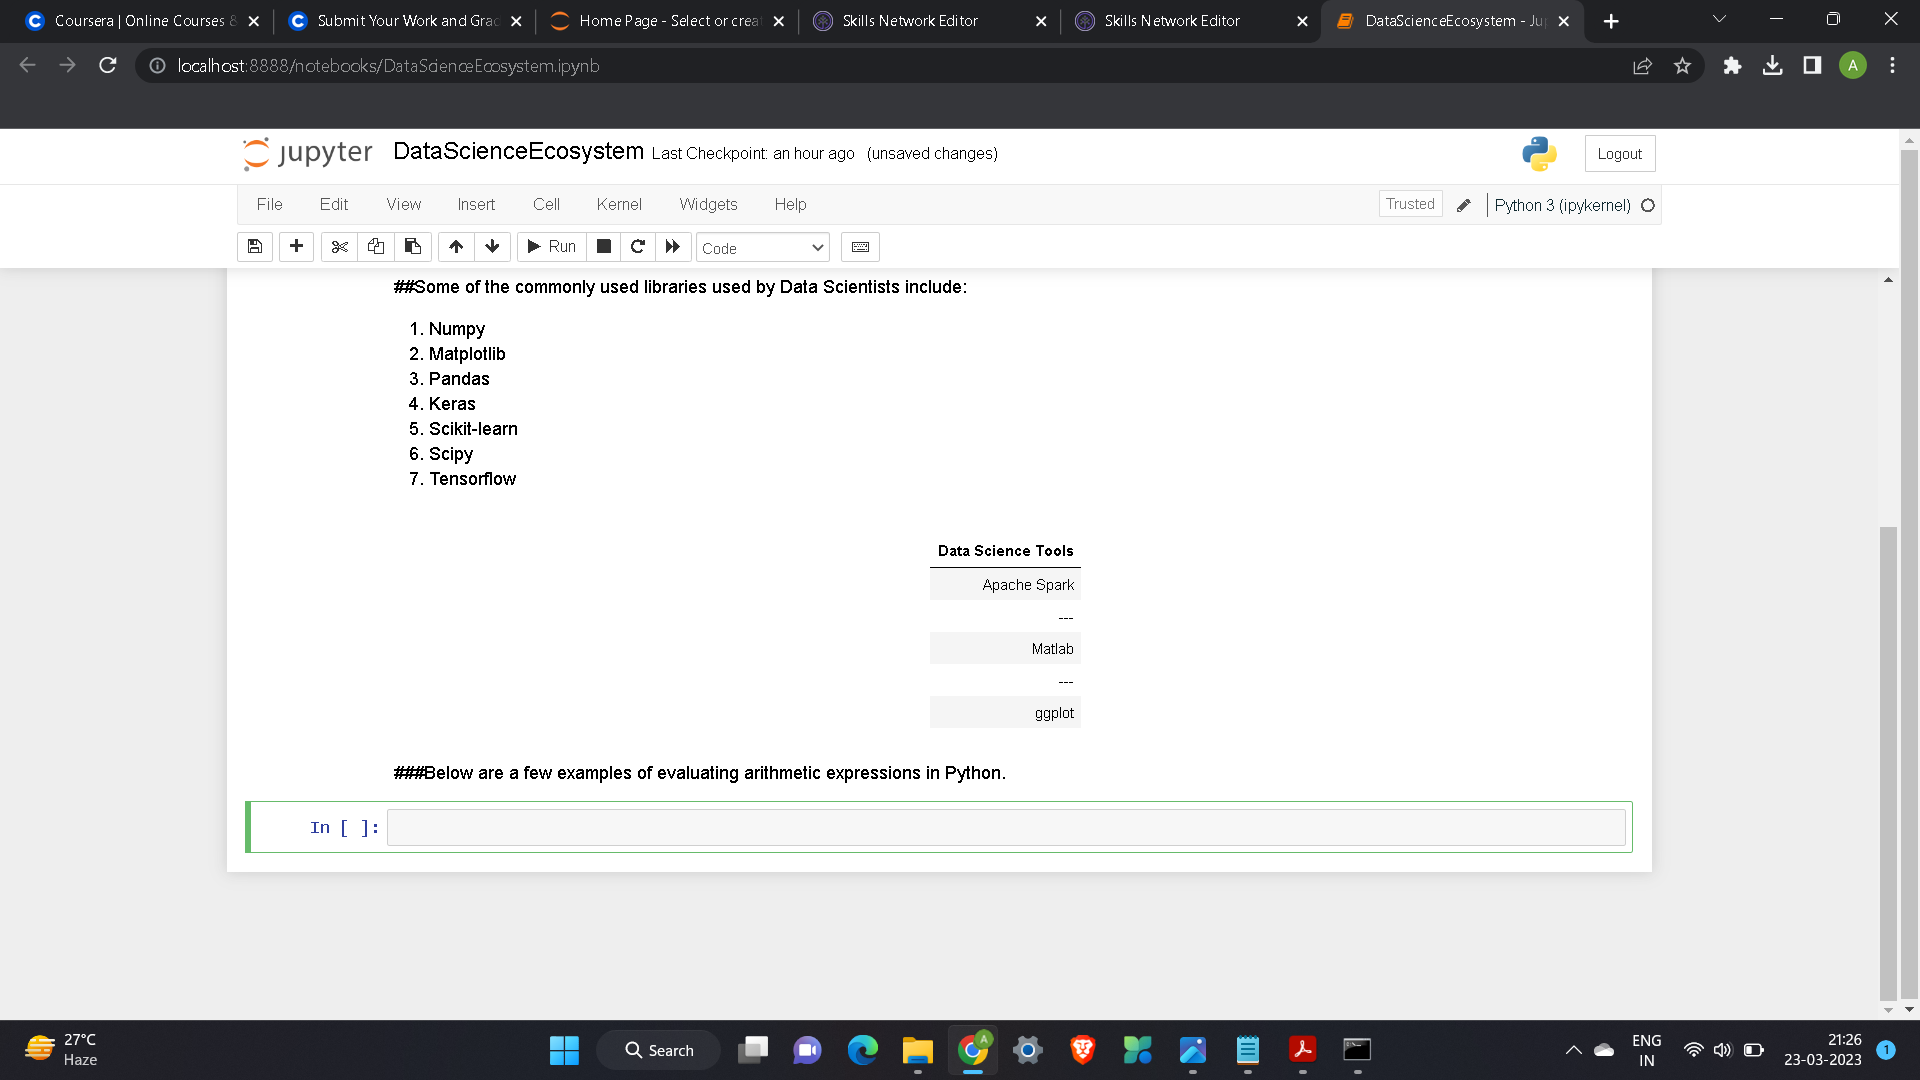 Coursera | Online Courses &
Submit Your Work and Grad
Home Page - Select or creat
Skills Network Editor
Skills Network Editor
DataScienceEcosystem - Jup
localhost:8888/notebooks/DataScienceEcosystem.ipynb
A
jupyter DataScienceEcosystem Last Checkpoint: an hour ago (unsaved changes)
Logout
File Edit View Insert Cell Kernel Widgets Help
Trusted
Python 3 (ipykernel)
Run
Code
##Some of the commonly used libraries used by Data Scientists include:
1. Numpy
2. Matplotlib
3. Pandas
4. Keras
5. Scikit-learn
6. Scipy
7. Tensorflow
Data Science Tools
Apache Spark
---
Matlab
---
ggplot
###Below are a few examples of evaluating arithmetic expressions in Python.
In [ ]:
27°C
Haze
Search
A
ENG
IN
21:26
23-03-2023
1